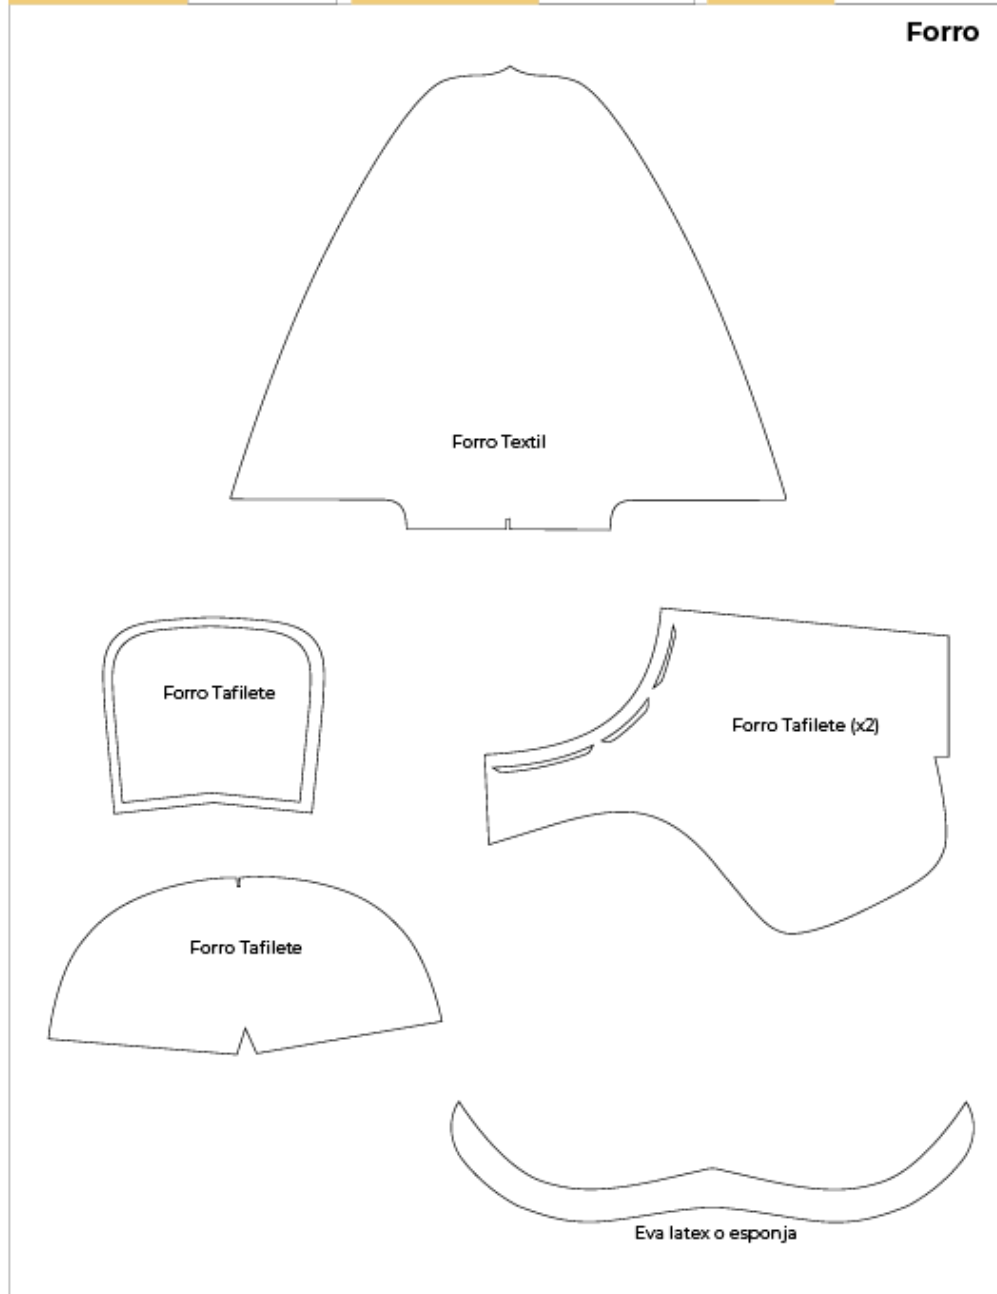 Forro
Forro Textil
Forro Tafilete
Forro Tafilete (x2)
Forro Tafilete
Eva latex o esponja